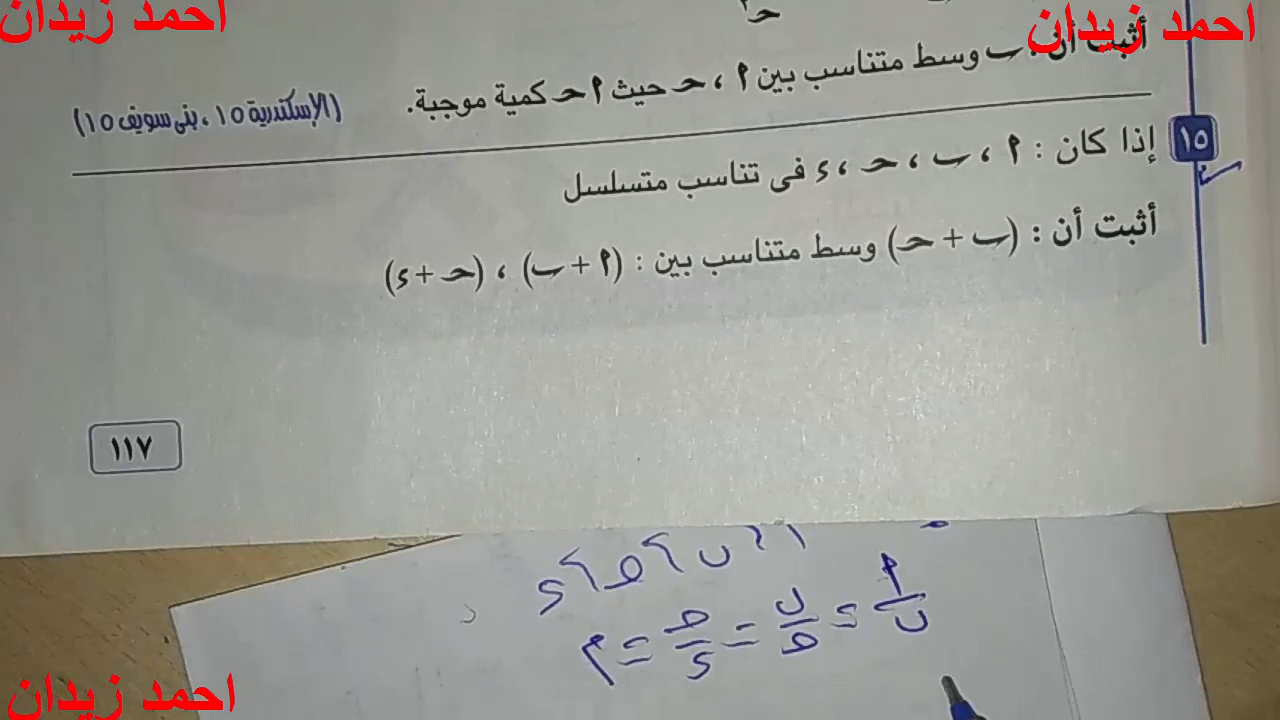 احمد زيدان
احمد زيدان
حـ
أثبت أن : ب وسط متناسب بين ا ، حـ حيث ا حـ كمية موجبة.
(الإسكندرية ١٥ ، بنى سويف ١٥)
١٥ إذا كان : ا ، ب ، حـ ، ء فى تناسب متسلسل
أثبت أن : (ب + حـ) وسط متناسب بين : (ا + ب) ، (حـ + ء)
١١٧
ا ، ب ، حـ ، ء
ا/ب = ب/حـ = حـ/ء = م
احمد زيدان